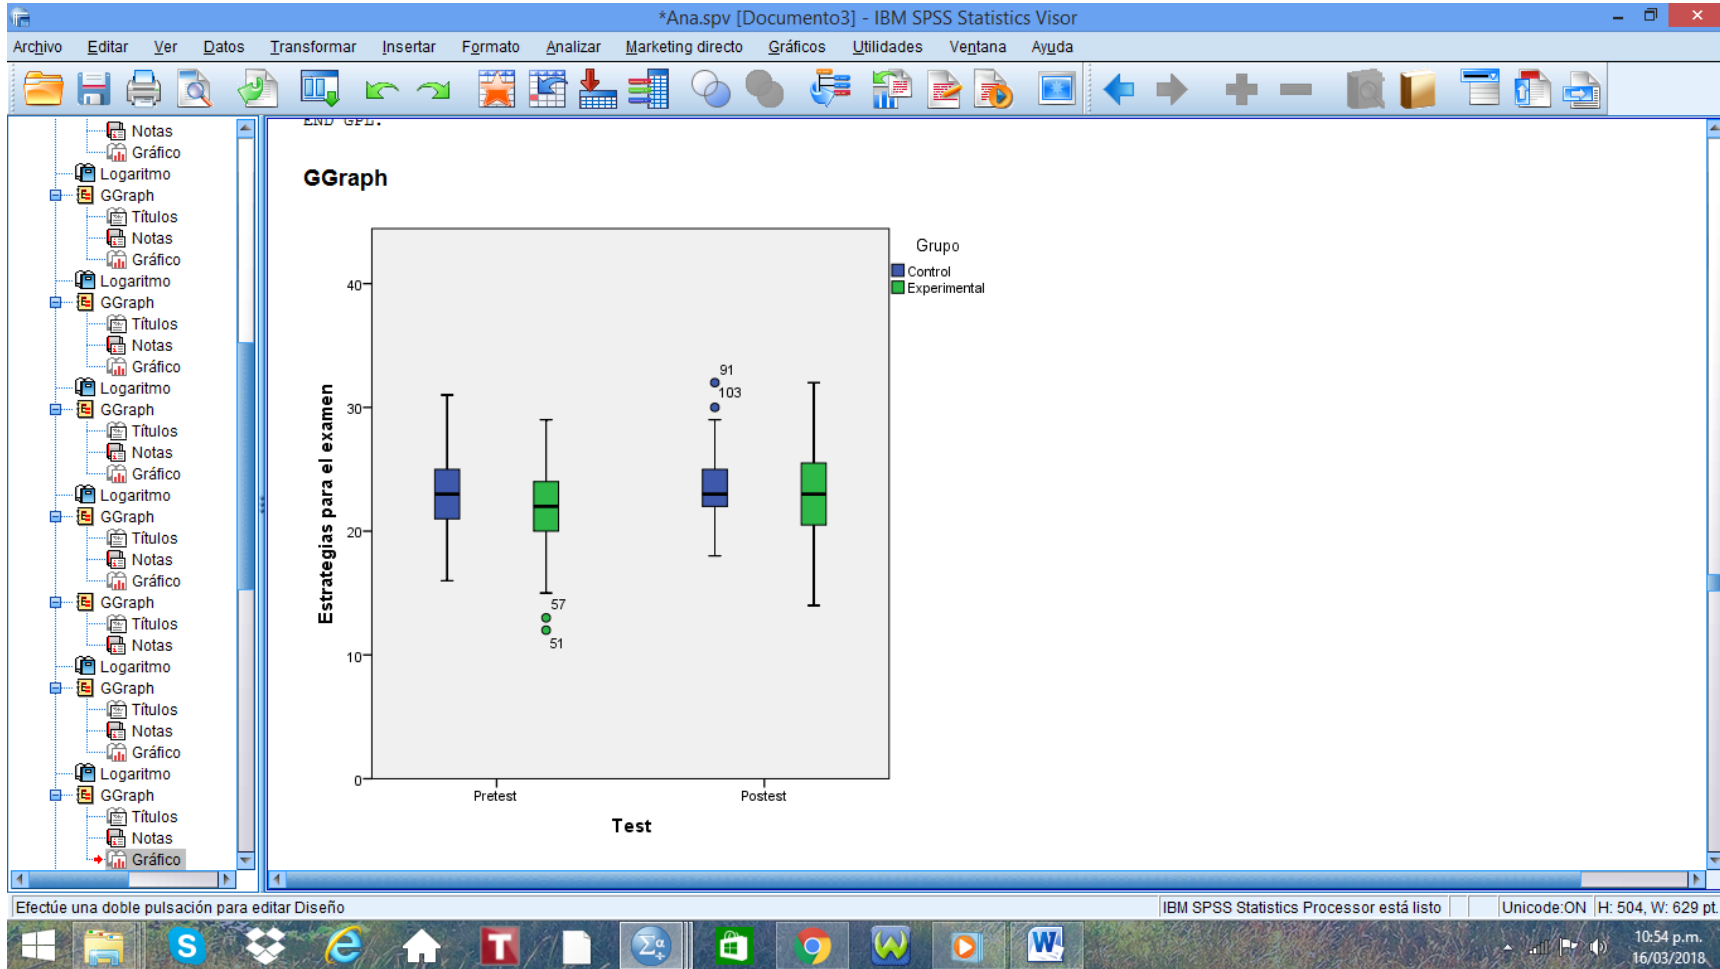 *Ana.spv [Documento3] - IBM SPSS Statistics Visor
Archivo Editar Ver Datos Transformar Insertar Formato Analizar Marketing directo Gráficos Utilidades Ventana Ayuda
Notas
Gráfico
Logaritmo
GGraph
Títulos
Notas
Gráfico
Logaritmo
GGraph
Títulos
Notas
Gráfico
Logaritmo
GGraph
Títulos
Notas
Gráfico
Logaritmo
GGraph
Títulos
Notas
Gráfico
GGraph
Títulos
Notas
Logaritmo
GGraph
Títulos
Notas
Gráfico
Logaritmo
GGraph
Títulos
Notas
Gráfico
END GPL.
GGraph
Grupo
Control
Experimental
Estrategias para el examen
40
30
20
10
0
91
103
57
51
Pretest Postest
Test
Efectúe una doble pulsación para editar Diseño
IBM SPSS Statistics Processor está listo
Unicode:ON
H: 504, W: 629 pt.
10:54 p.m.
16/03/2018